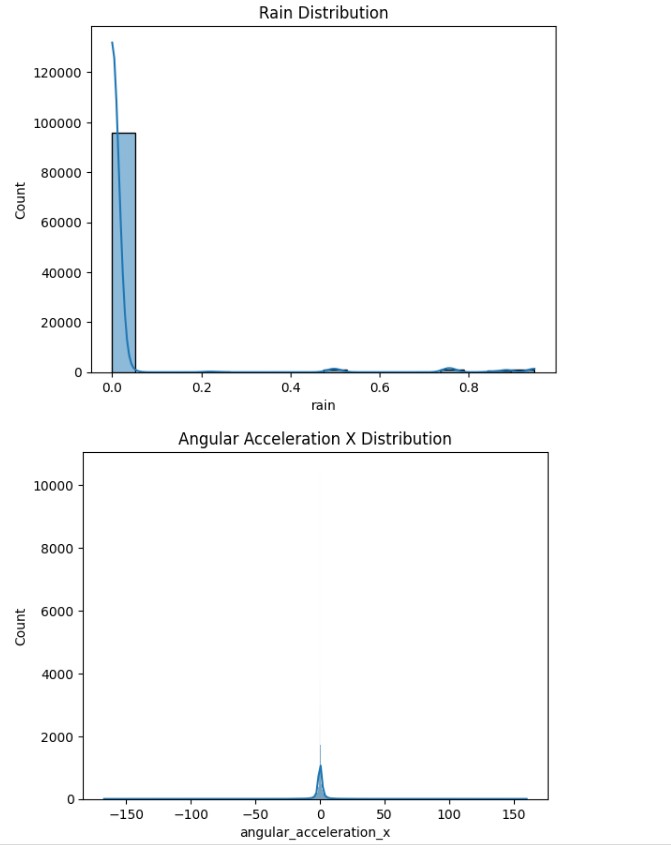 Rain Distribution
120000
100000
80000
60000
40000
20000
0
Count
0.0 0.2 0.4 0.6 0.8
rain
Angular Acceleration X Distribution
10000
8000
6000
4000
2000
0
Count
−150 −100 −50 0 50 100 150
angular_acceleration_x